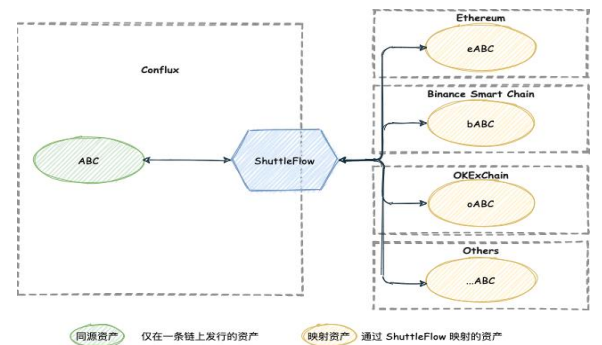 Ethereum
eABC
Conflux
Binance Smart Chain
bABC
ABC
ShuttleFlow
OKExChain
oABC
Others
...ABC
同源资产 仅在一条链上发行的资产 映射资产 通过 ShuttleFlow 映射的资产